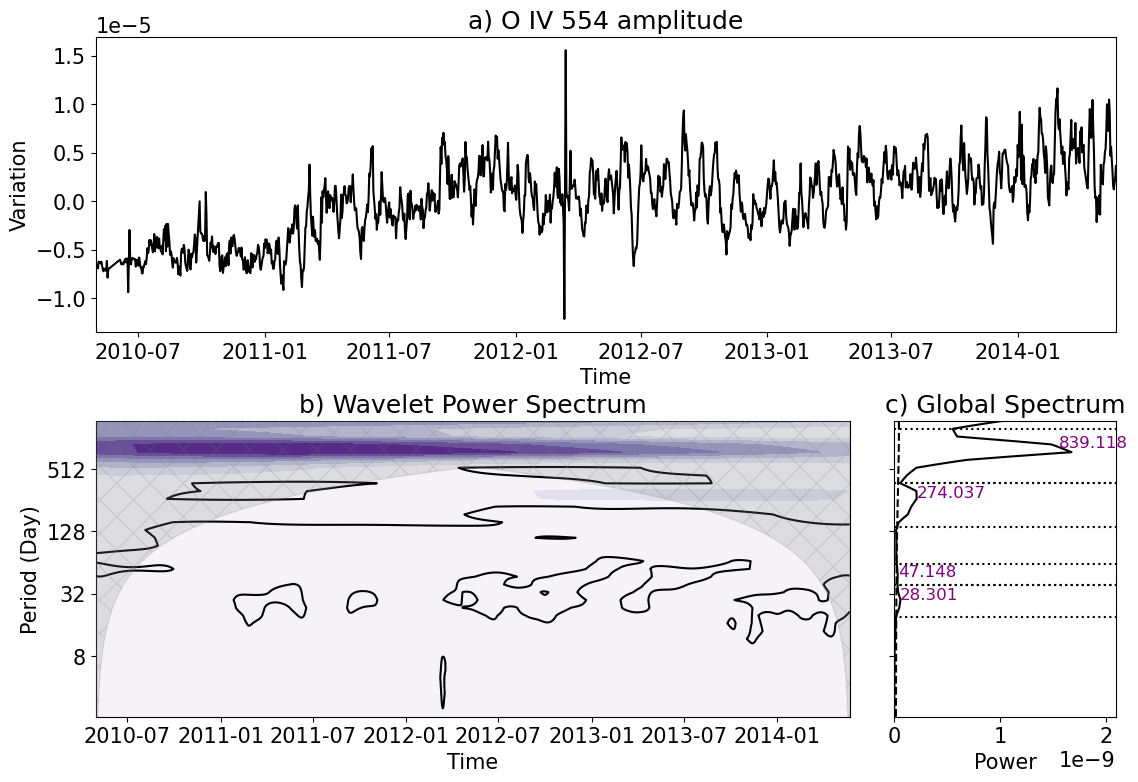 a) O IV 554 amplitude
1e−5
Variation
1.5
1.0
0.5
0.0
−0.5
−1.0
2010-07 2011-01 2011-07 2012-01 2012-07 2013-01 2013-07 2014-01
Time
b) Wavelet Power Spectrum
Period (Day)
512
128
32
8
2010-07 2011-01 2011-07 2012-01 2012-07 2013-01 2013-07 2014-01
Time
c) Global Spectrum
839.118
274.037
47.148
28.301
0 1 2
Power 1e−9